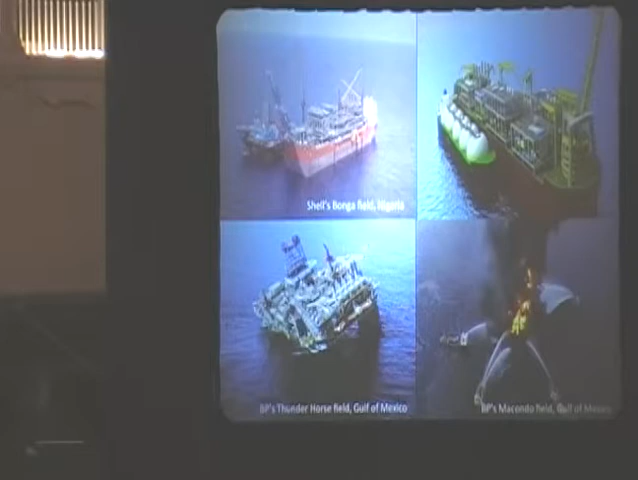 Shell's Bonga field, Nigeria
BP's Thunder Horse field, Gulf of Mexico
BP's Macondo field, Gulf of Mexico